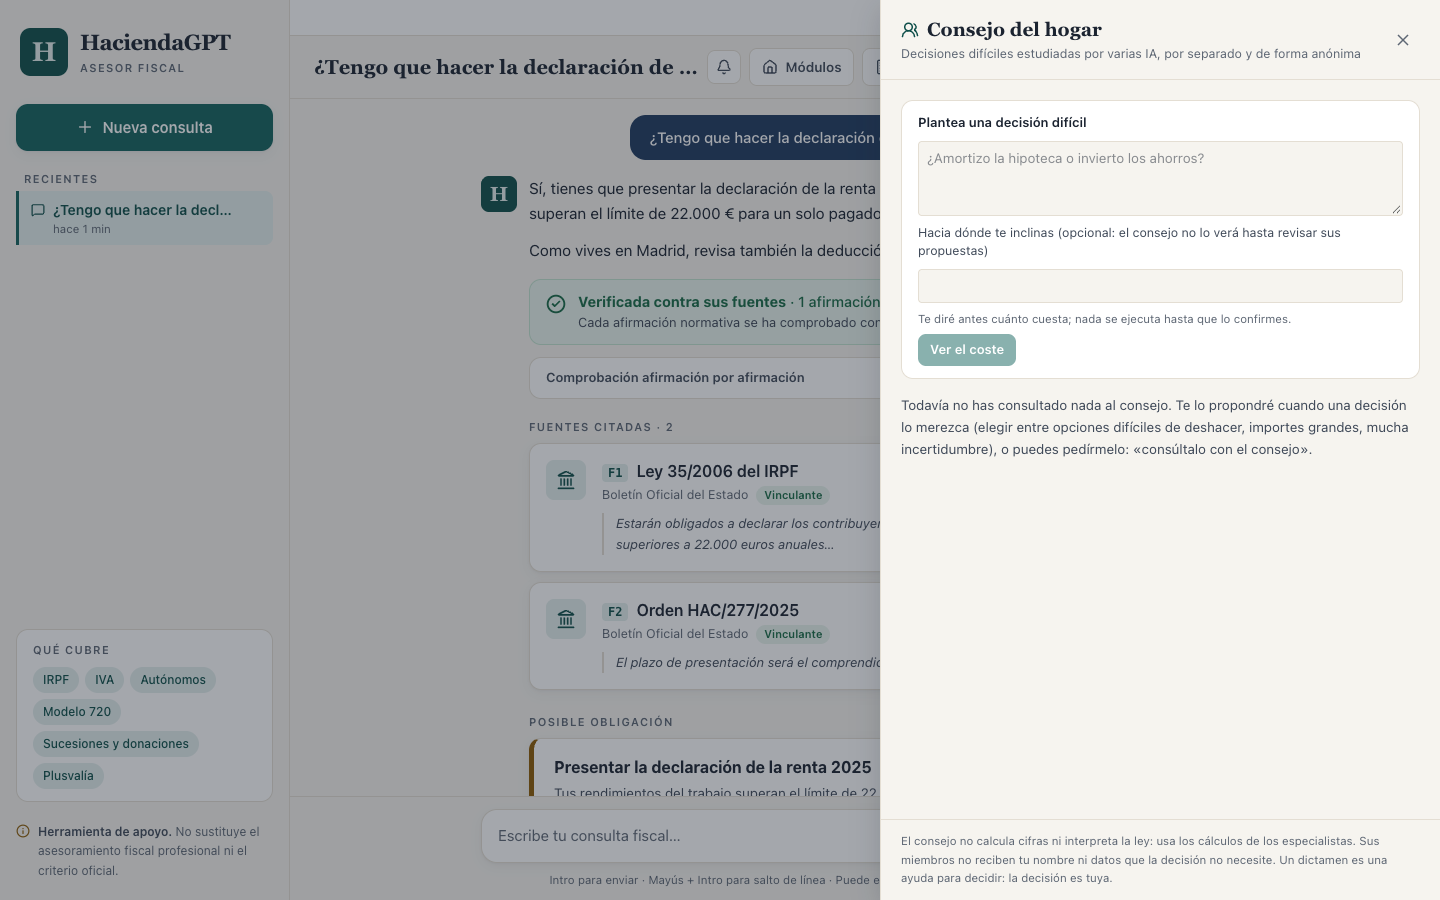 H
HaciendaGPT
ASESOR FISCAL
Nueva consulta
RECIENTES
¿Tengo que hacer la decl...
hace 1 min
QUÉ CUBRE
IRPF
IVA
Autónomos
Modelo 720
Sucesiones y donaciones
Plusvalía
Herramienta de apoyo. No sustituye el
asesoramiento fiscal profesional ni el
criterio oficial.
¿Tengo que hacer la declaración de ...
Módulos
¿Tengo que hacer la declaración
H
Sí, tienes que presentar la declaración de la renta
superan el límite de 22.000 € para un solo pagado
Como vives en Madrid, revisa también la deducció
Verificada contra sus fuentes · 1 afirmación
Cada afirmación normativa se ha comprobado con
Comprobación afirmación por afirmación
FUENTES CITADAS · 2
F1 Ley 35/2006 del IRPF
Boletín Oficial del Estado Vinculante
Estarán obligados a declarar los contribuyen
superiores a 22.000 euros anuales...
F2 Orden HAC/277/2025
Boletín Oficial del Estado Vinculante
El plazo de presentación será el comprendid
POSIBLE OBLIGACIÓN
Presentar la declaración de la renta 2025
Tus rendimientos del trabajo superan el límite de 22
Escribe tu consulta fiscal...
Intro para enviar · Mayús + Intro para salto de línea · Puede e
Consejo del hogar
Decisiones difíciles estudiadas por varias IA, por separado y de forma anónima
Plantea una decisión difícil
¿Amortizo la hipoteca o invierto los ahorros?
Hacia dónde te inclinas (opcional: el consejo no lo verá hasta revisar sus
propuestas)
Te diré antes cuánto cuesta; nada se ejecuta hasta que lo confirmes.
Ver el coste
Todavía no has consultado nada al consejo. Te lo propondré cuando una decisión
lo merezca (elegir entre opciones difíciles de deshacer, importes grandes, mucha
incertidumbre), o puedes pedírmelo: «consúltalo con el consejo».
El consejo no calcula cifras ni interpreta la ley: usa los cálculos de los especialistas. Sus
miembros no reciben tu nombre ni datos que la decisión no necesite. Un dictamen es una
ayuda para decidir: la decisión es tuya.